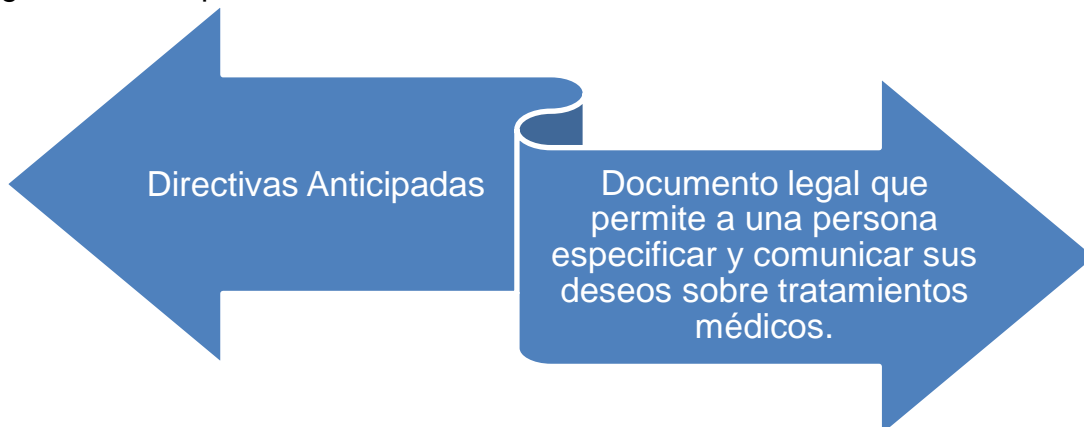 Directivas Anticipadas
Documento legal que
permite a una persona
especificar y comunicar sus
deseos sobre tratamientos
médicos.